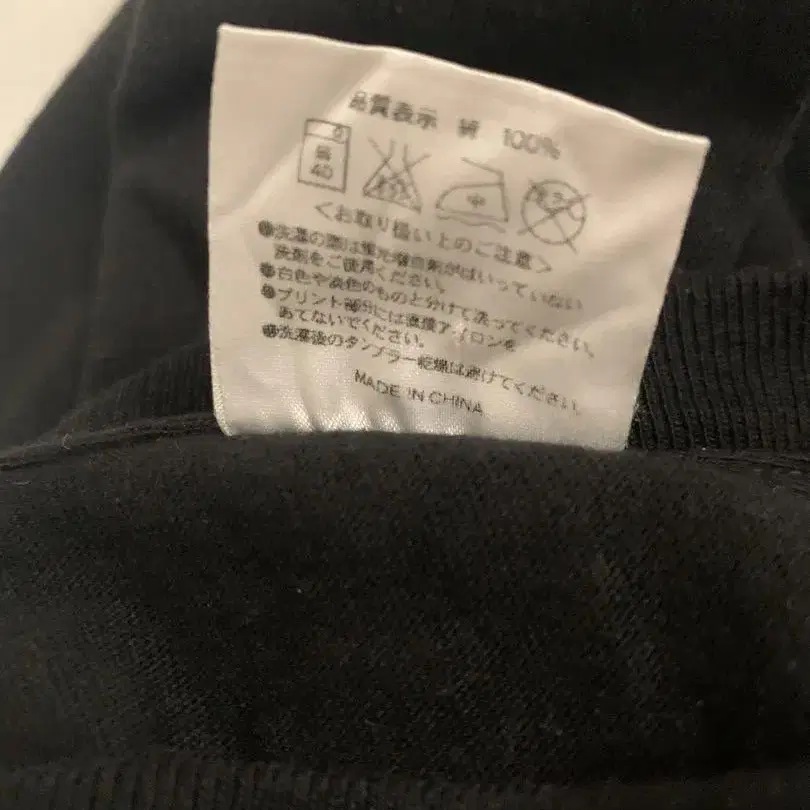 品質表示 綿 100%
40 中
<お取り扱い上のご注意>
●洗濯の際は蛍光増白剤がはいっていない
洗剤をご使用ください。
●白色や淡色のものと分けて洗ってください。
●プリント部分には直接アイロンを
あてないでください。
●洗濯後のタンブラー乾燥は避けてください。
MADE IN CHINA